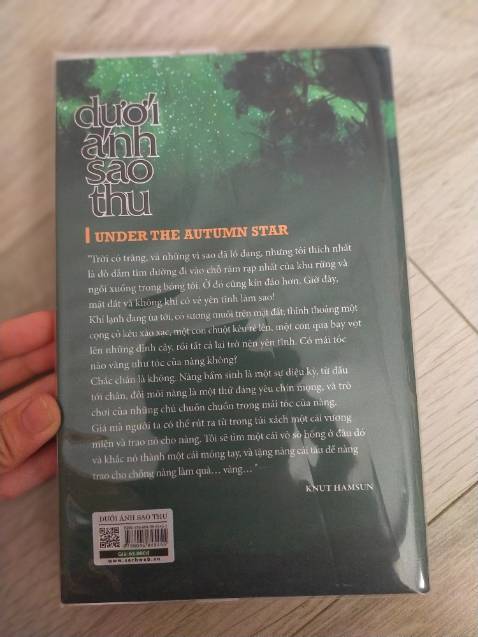 dưới
ánh
sao
thu
UNDER THE AUTUMN STAR
"Trời có trăng, và những vì sao đã ló dạng, nhưng tôi thích nhất
là dò dẫm tìm đường đi vào chỗ rậm rạp nhất của khu rừng và
ngồi xuống trong bóng tối. Ở đó cũng kín đáo hơn. Giờ đây,
mặt đất và không khí có vẻ yên tĩnh làm sao!
Khí lạnh đang ùa tới, có sương muối trên mặt đất; thỉnh thoảng một
cọng cỏ kêu xào xạc, một con chuột kêu ré lên, một con quạ bay vọt
lên những đỉnh cây, rồi tất cả lại trở nên yên tĩnh. Có mái tóc
nào vàng như tóc của nàng không?
Chắc chắn là không. Nàng bẩm sinh là một sự diệu kỳ, từ đầu
tới chân, đôi môi nàng là một thứ đáng yêu chín mọng, và trò
chơi của những chú chuồn chuồn trong mái tóc của nàng.
Giá mà người ta có thể rút ra từ trong túi xách một cái vương
miện và trao nó cho nàng. Tôi sẽ tìm một cái vỏ sò hồng ở đâu đó
và khắc nó thành một cái móng tay, và tặng nàng cái tẩu để nàng
trao cho chồng nàng làm quà... vâng..."
KNUT HAMSUN
DƯỚI ÁNH SAO THU